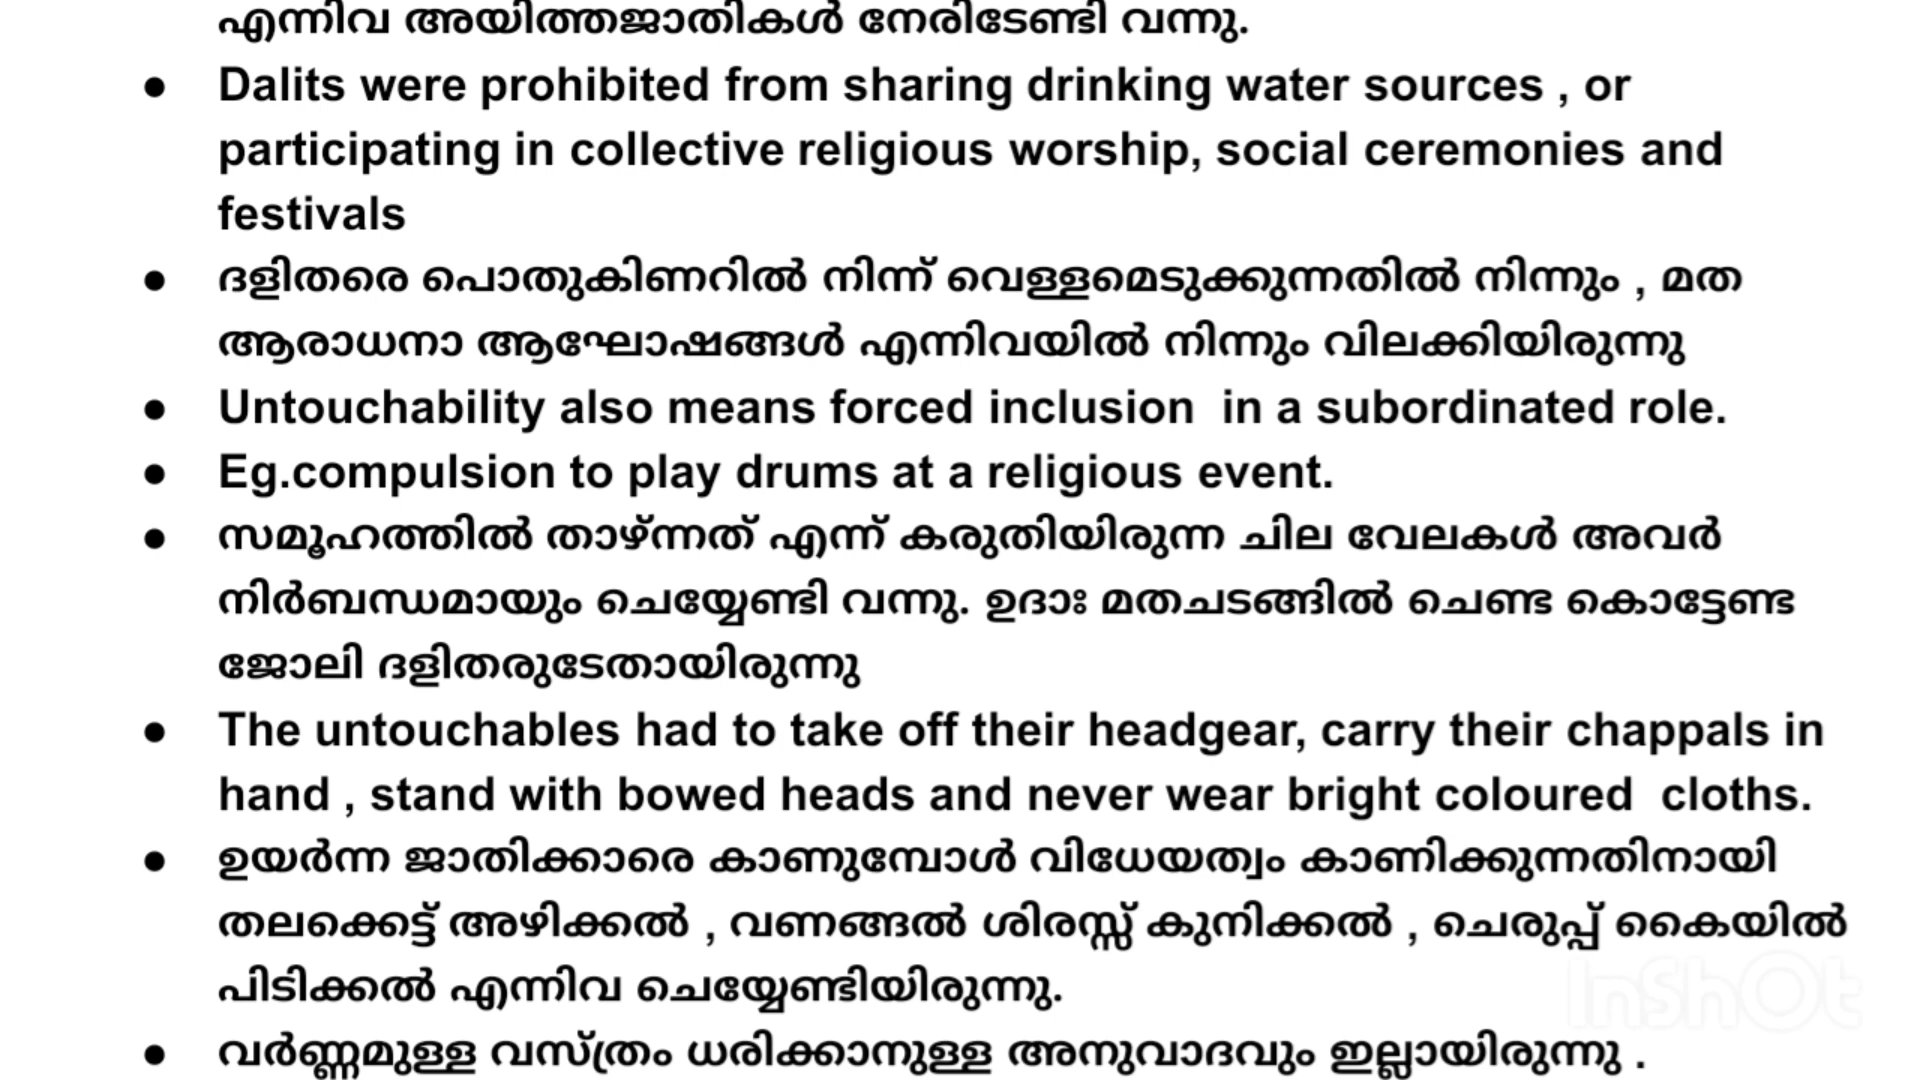 എന്നിവ അയിത്തജാതികൾ നേരിടേണ്ടി വന്നു.
● Dalits were prohibited from sharing drinking water sources , or
participating in collective religious worship, social ceremonies and
festivals
● ദളിതരെ പൊതുകിണറിൽ നിന്ന് വെള്ളമെടുക്കുന്നതിൽ നിന്നും , മത
ആരാധനാ ആഘോഷങ്ങൾ എന്നിവയിൽ നിന്നും വിലക്കിയിരുന്നു
● Untouchability also means forced inclusion  in a subordinated role.
● Eg.compulsion to play drums at a religious event.
● സമൂഹത്തിൽ താഴ്ന്നത് എന്ന് കരുതിയിരുന്ന ചില വേലകൾ അവർ
നിർബന്ധമായും ചെയ്യേണ്ടി വന്നു. ഉദാഃ മതചടങ്ങിൽ ചെണ്ട കൊട്ടേണ്ട
ജോലി ദളിതരുടേതായിരുന്നു
● The untouchables had to take off their headgear, carry their chappals in
hand , stand with bowed heads and never wear bright coloured  cloths.
● ഉയർന്ന ജാതിക്കാരെ കാണുമ്പോൾ വിധേയത്വം കാണിക്കുന്നതിനായി
തലക്കെട്ട് അഴിക്കൽ , വണങ്ങൽ ശിരസ്സ് കുനിക്കൽ , ചെരുപ്പ് കൈയിൽ
പിടിക്കൽ എന്നിവ ചെയ്യേണ്ടിയിരുന്നു.
InShOt
● വർണ്ണമുള്ള വസ്ത്രം ധരിക്കാനുള്ള അനുവാദവും ഇല്ലായിരുന്നു .